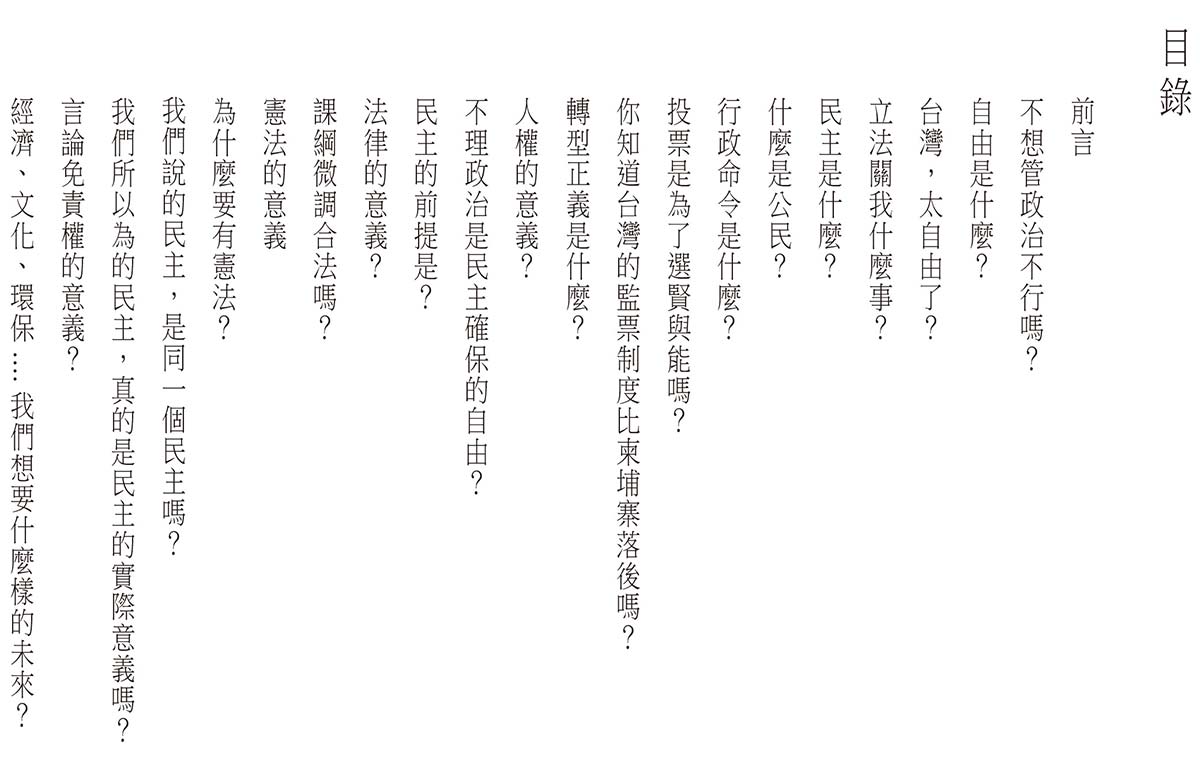 目錄
前言
不想管政治不行嗎？
自由是什麼？
台灣，太自由了？
立法關我什麼事？
民主是什麼？
什麼是公民？
行政命令是什麼？
投票是為了選賢與能嗎？
你知道台灣的監票制度比柬埔寨落後嗎？
轉型正義是什麼？
人權的意義？
不理政治是民主確保的自由？
民主的前提是？
法律的意義？
課綱微調合法嗎？
憲法的意義
為什麼要有憲法？
我們說的民主，是同一個民主嗎？
我們所以為的民主，真的是民主的實際意義嗎？
言論免責權的意義？
經濟、文化、環保....我們想要什麼樣的未來？